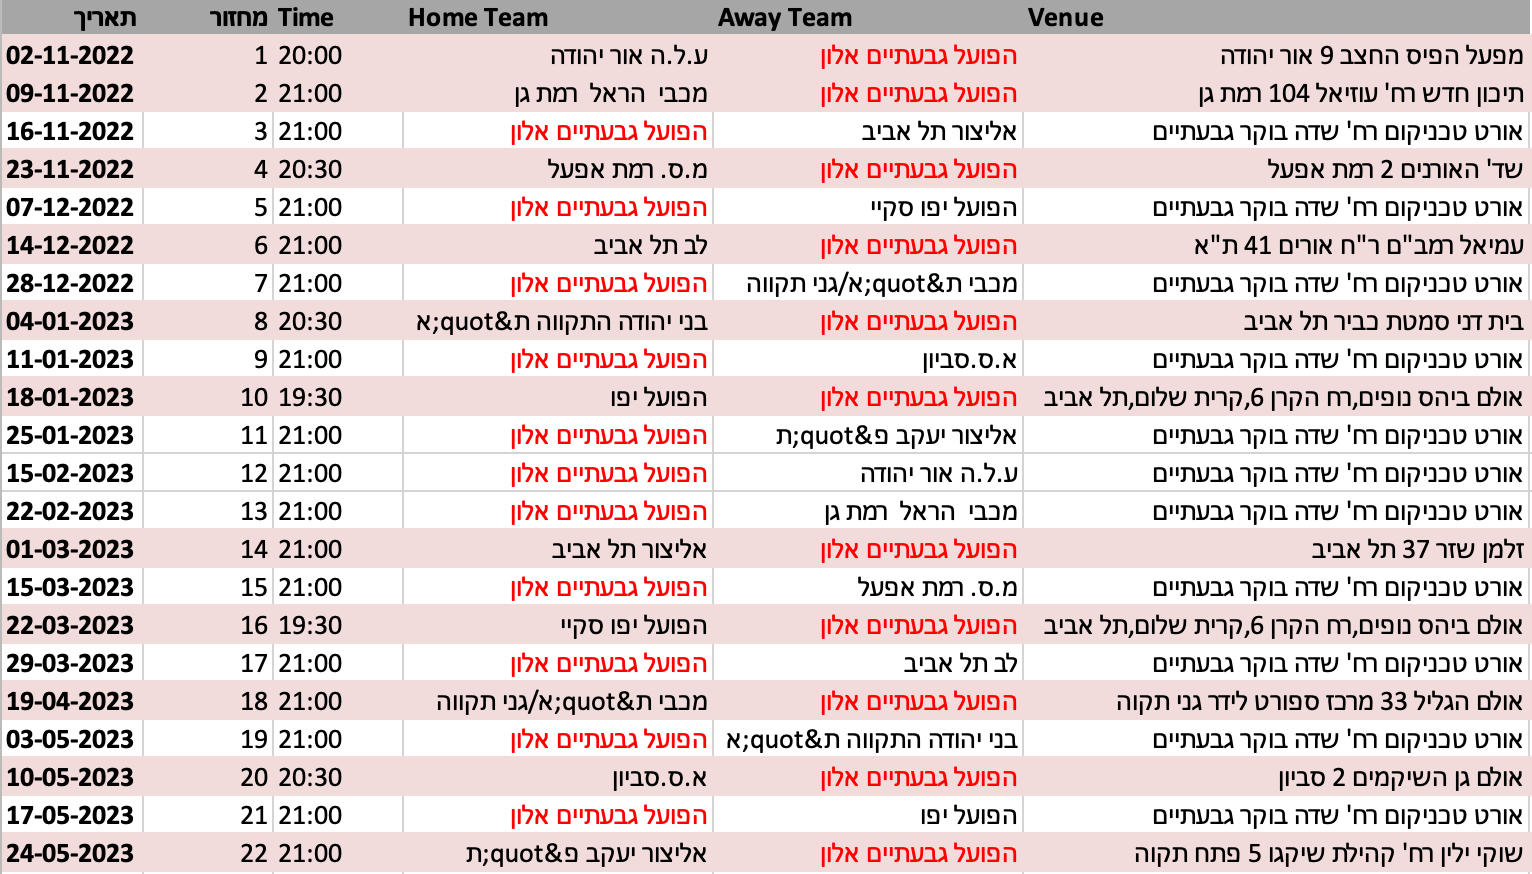 תאריך מחזור Time Home Team Away Team Venue
02-11-2022 1 20:00 ע.ל.ה אור יהודה הפועל גבעתיים אלון מפעל הפיס החצב 9 אור יהודה
09-11-2022 2 21:00 מכבי  הראל  רמת גן הפועל גבעתיים אלון תיכון חדש רח' עוזיאל 104 רמת גן
16-11-2022 3 21:00 הפועל גבעתיים אלון אליצור תל אביב אורט טכניקום רח' שדה בוקר גבעתיים
23-11-2022 4 20:30 מ.ס. רמת אפעל הפועל גבעתיים אלון שד' האורנים 2 רמת אפעל
07-12-2022 5 21:00 הפועל גבעתיים אלון הפועל יפו סקיי אורט טכניקום רח' שדה בוקר גבעתיים
14-12-2022 6 21:00 לב תל אביב הפועל גבעתיים אלון עמיאל רמב"ם ר"ח אורים 41 ת"א
28-12-2022 7 21:00 הפועל גבעתיים אלון מכבי ת&quot;א/גני תקווה אורט טכניקום רח' שדה בוקר גבעתיים
04-01-2023 8 20:30 בני יהודה התקווה ת&quot;א הפועל גבעתיים אלון בית דני סמטת כביר תל אביב
11-01-2023 9 21:00 הפועל גבעתיים אלון א.ס.סביון אורט טכניקום רח' שדה בוקר גבעתיים
18-01-2023 10 19:30 הפועל יפו הפועל גבעתיים אלון אולם ביהס נופים,רח הקרן 6,קרית שלום,תל אביב
25-01-2023 11 21:00 הפועל גבעתיים אלון אליצור יעקב פ&quot;ת אורט טכניקום רח' שדה בוקר גבעתיים
15-02-2023 12 21:00 הפועל גבעתיים אלון ע.ל.ה אור יהודה אורט טכניקום רח' שדה בוקר גבעתיים
22-02-2023 13 21:00 הפועל גבעתיים אלון מכבי  הראל  רמת גן אורט טכניקום רח' שדה בוקר גבעתיים
01-03-2023 14 21:00 אליצור תל אביב הפועל גבעתיים אלון זלמן שזר 37 תל אביב
15-03-2023 15 21:00 הפועל גבעתיים אלון מ.ס. רמת אפעל אורט טכניקום רח' שדה בוקר גבעתיים
22-03-2023 16 19:30 הפועל יפו סקיי הפועל גבעתיים אלון אולם ביהס נופים,רח הקרן 6,קרית שלום,תל אביב
29-03-2023 17 21:00 הפועל גבעתיים אלון לב תל אביב אורט טכניקום רח' שדה בוקר גבעתיים
19-04-2023 18 21:00 מכבי ת&quot;א/גני תקווה הפועל גבעתיים אלון אולם הגליל 33 מרכז ספורט לידר גני תקוה
03-05-2023 19 21:00 הפועל גבעתיים אלון בני יהודה התקווה ת&quot;א אורט טכניקום רח' שדה בוקר גבעתיים
10-05-2023 20 20:30 א.ס.סביון הפועל גבעתיים אלון אולם גן השיקמים 2 סביון
17-05-2023 21 21:00 הפועל גבעתיים אלון הפועל יפו אורט טכניקום רח' שדה בוקר גבעתיים
24-05-2023 22 21:00 אליצור יעקב פ&quot;ת הפועל גבעתיים אלון שוקי ילין רח' קהילת שיקגו 5 פתח תקוה